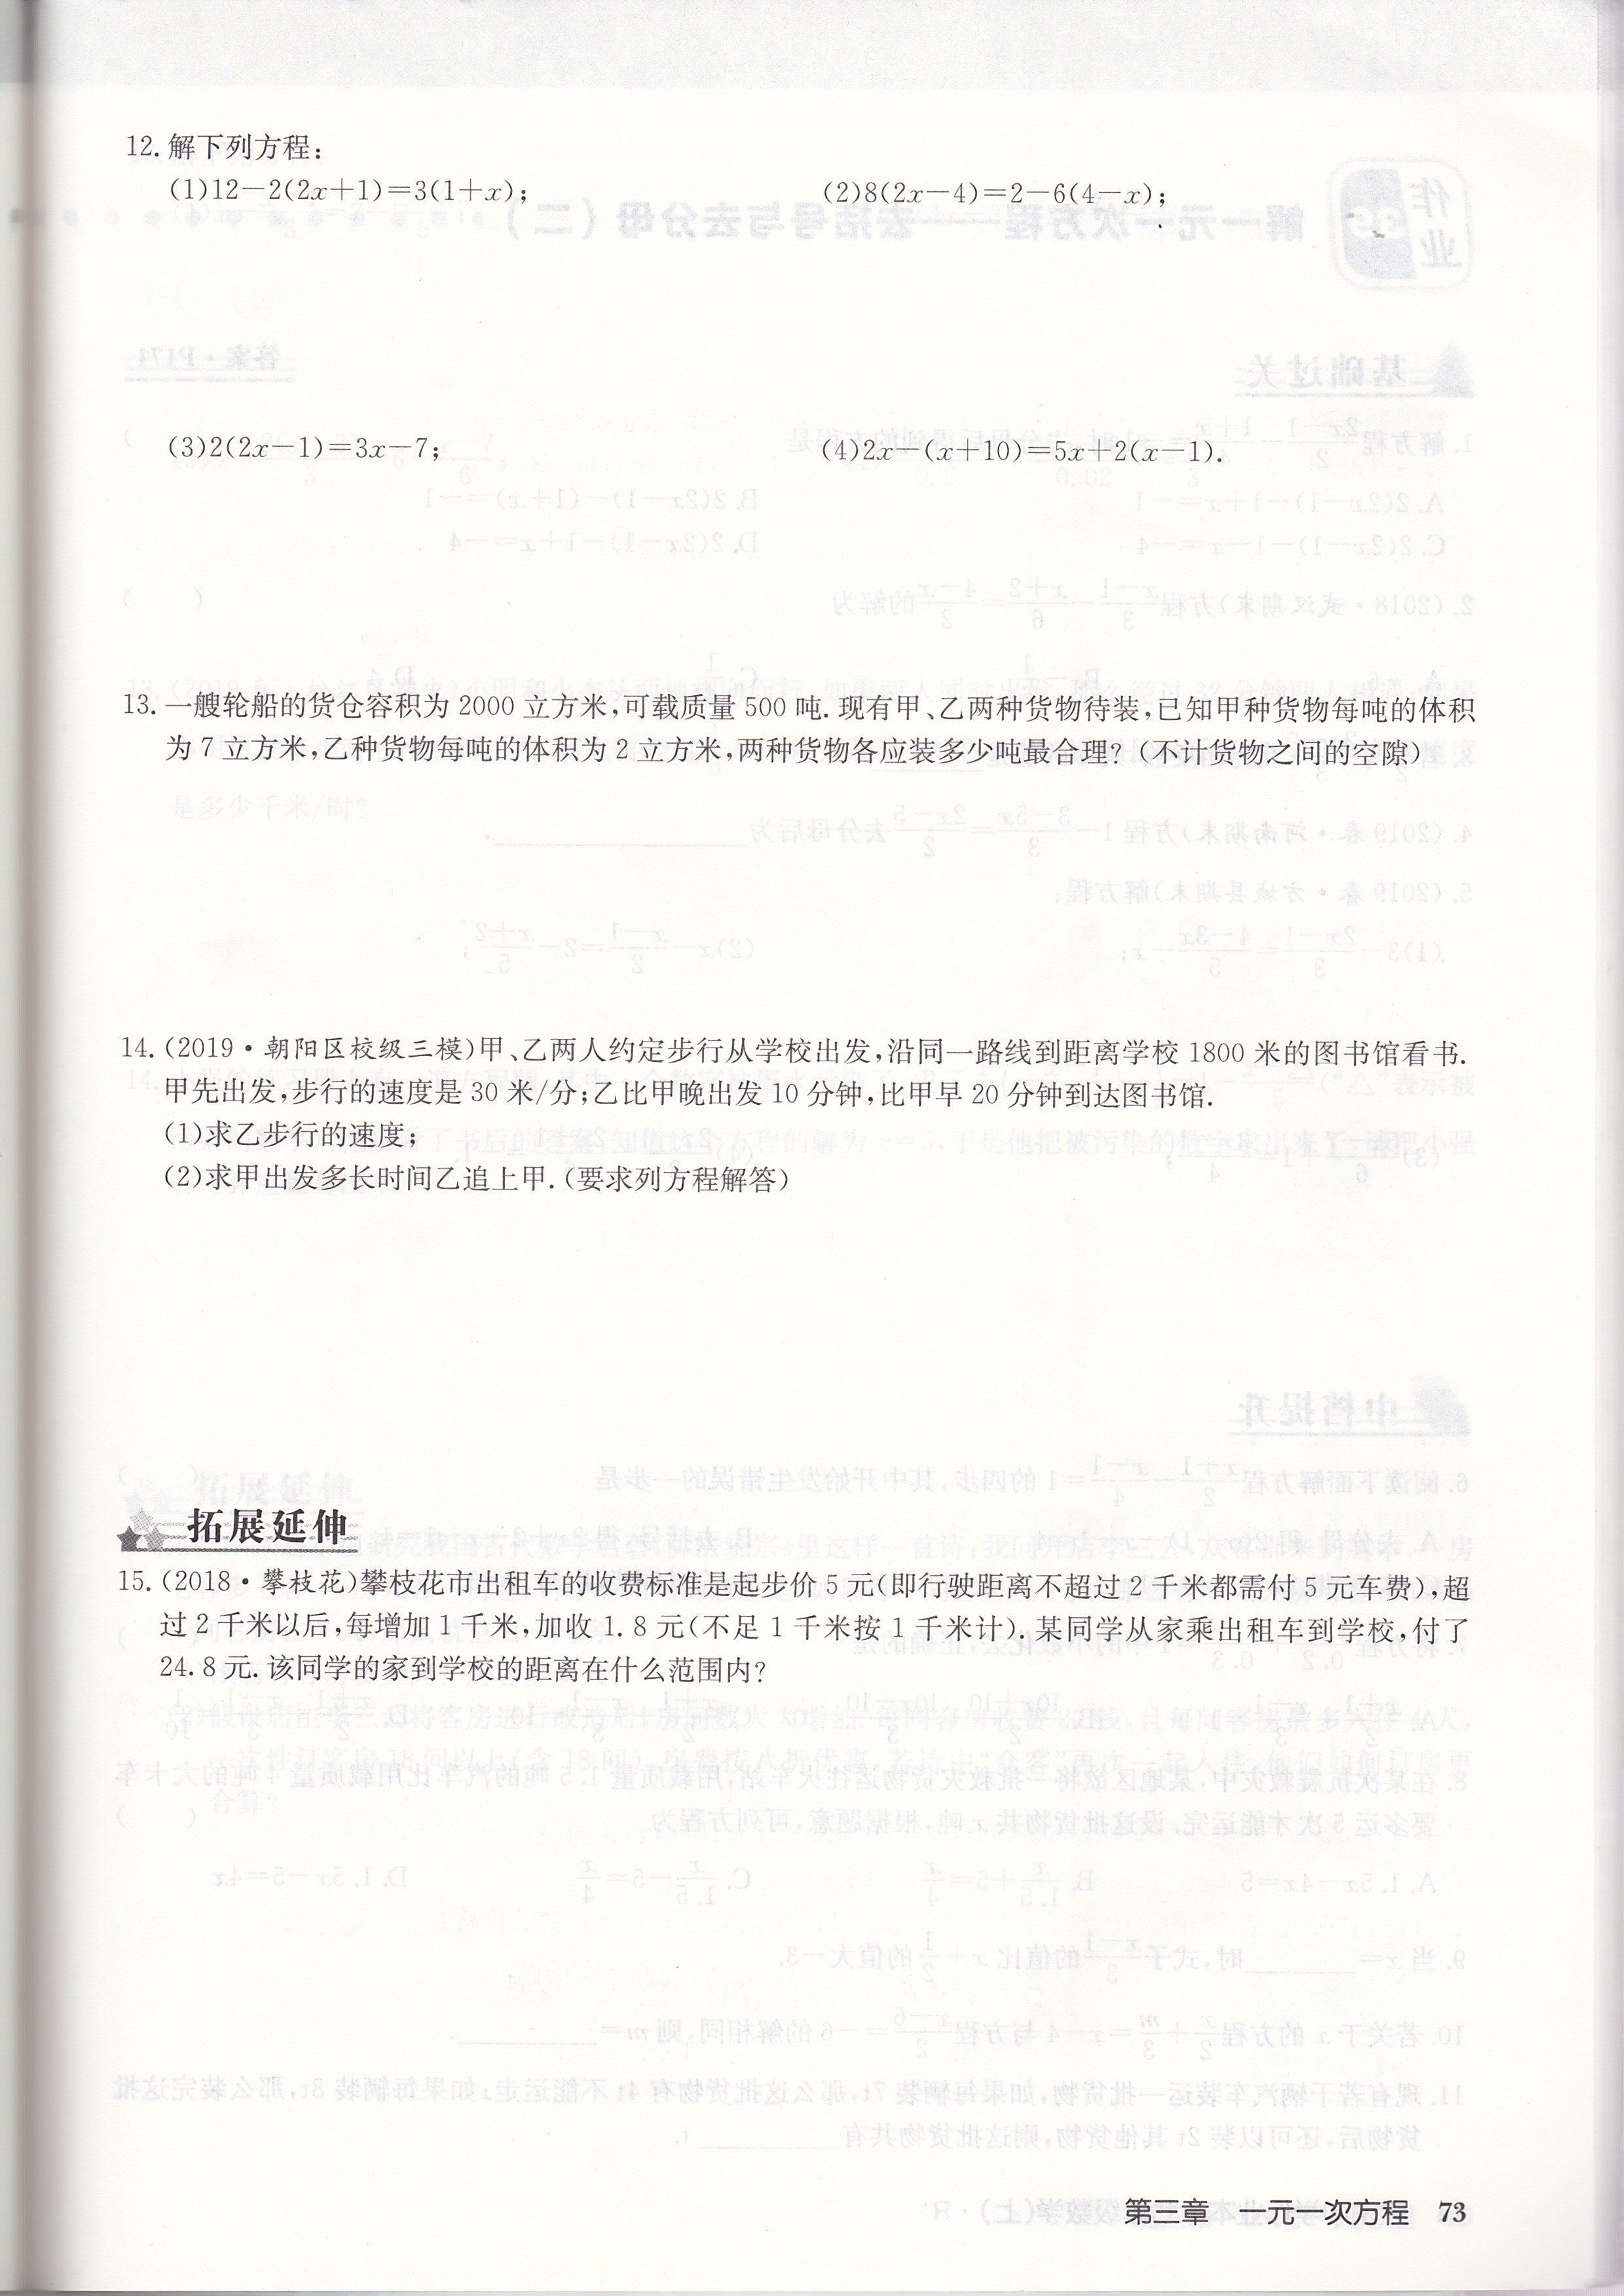 12. 解下列方程:
(1)12－2(2x＋1)＝3(1＋x);
(2)8(2x－4)＝2－6(4－x);
(3)2(2x－1)＝3x－7;
(4)2x－(x＋10)＝5x＋2(x－1).
13. 一艘轮船的货仓容积为 2000 立方米,可载质量 500 吨. 现有甲、乙两种货物待装,已知甲种货物每吨的体积
为 7 立方米,乙种货物每吨的体积为 2 立方米,两种货物各应装多少吨最合理? (不计货物之间的空隙)
14. (2019·朝阳区校级三模)甲、乙两人约定步行从学校出发,沿同一路线到距离学校 1800 米的图书馆看书.
甲先出发,步行的速度是 30 米/分;乙比甲晚出发 10 分钟,比甲早 20 分钟到达图书馆.
(1)求乙步行的速度;
(2)求甲出发多长时间乙追上甲. (要求列方程解答)
拓展延伸
15. (2018·攀枝花)攀枝花市出租车的收费标准是起步价 5 元(即行驶距离不超过 2 千米都需付 5 元车费),超
过 2 千米以后,每增加 1 千米,加收 1.8 元(不足 1 千米按 1 千米计). 某同学从家乘出租车到学校,付了
24.8 元. 该同学的家到学校的距离在什么范围内?
第三章 一元一次方程 73